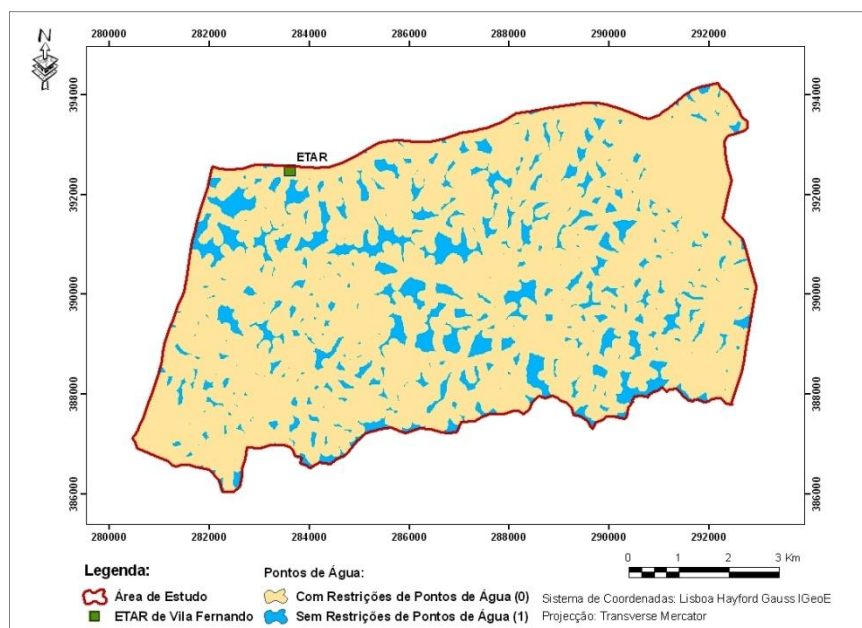 N
280000 282000 284000 286000 288000 290000 292000
394000
394000
ETAR
392000
392000
390000
390000
388000
388000
386000
386000
280000 282000 284000 286000 288000 290000 292000
Legenda:
Área de Estudo
ETAR de Vila Fernando
Pontos de Água:
Com Restrições de Pontos de Água (0)
Sem Restrições de Pontos de Água (1)
0 1 2 3 Km
Sistema de Coordenadas: Lisboa Hayford Gauss IGeoE
Projecção: Transverse Mercator